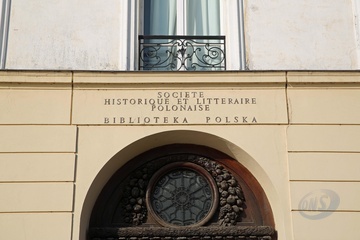 SOCIETE
HISTORIQUE ET LITTERAIRE
POLONAISE
BIBLIOTEKA POLSKA